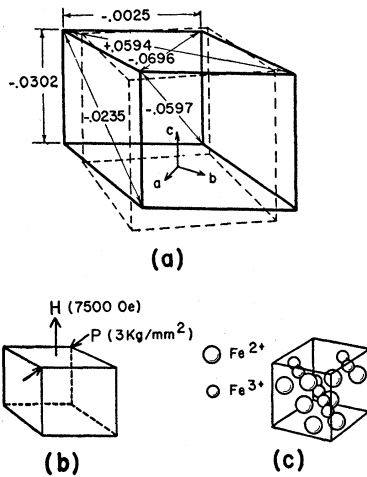 -.0025
+.0594
-.0696
-.0302
-.0235
-.0597
c
a
b
(a)
H (7500 Oe)
P (3Kg/mm²)
Fe²⁺
Fe³⁺
(b)
(c)